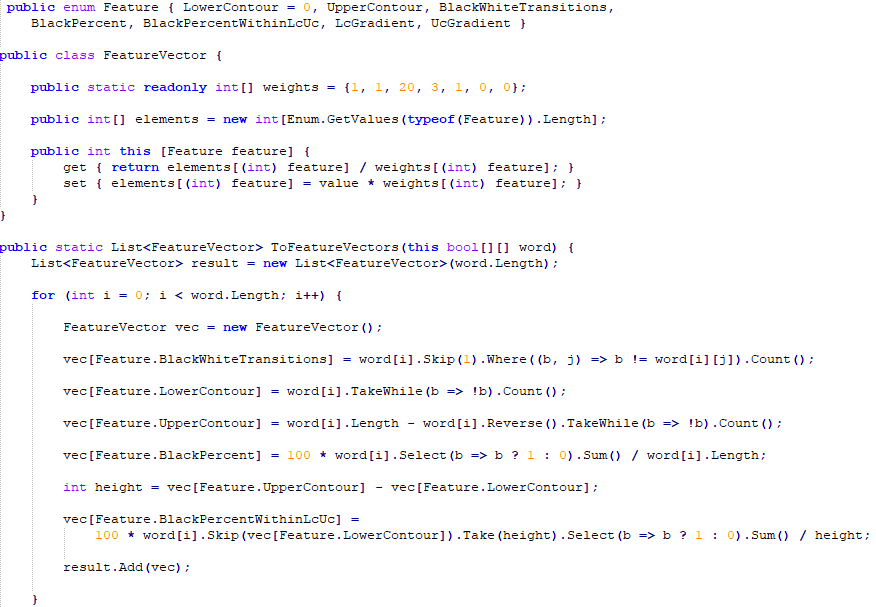 public enum Feature { LowerContour = 0, UpperContour, BlackWhiteTransitions,
BlackPercent, BlackPercentWithinLcUc, LcGradient, UcGradient }
public class FeatureVector {
public static readonly int[] weights = {1, 1, 20, 3, 1, 0, 0};
public int[] elements = new int[Enum.GetValues(typeof(Feature)).Length];
public int this [Feature feature] {
get { return elements[(int) feature] / weights[(int) feature]; }
set { elements[(int) feature] = value * weights[(int) feature]; }
}
}
public static List<FeatureVector> ToFeatureVectors(this bool[][] word) {
List<FeatureVector> result = new List<FeatureVector>(word.Length);
for (int i = 0; i < word.Length; i++) {
FeatureVector vec = new FeatureVector();
vec[Feature.BlackWhiteTransitions] = word[i].Skip(1).Where((b, j) => b != word[i][j]).Count();
vec[Feature.LowerContour] = word[i].TakeWhile(b => !b).Count();
vec[Feature.UpperContour] = word[i].Length - word[i].Reverse().TakeWhile(b => !b).Count();
vec[Feature.BlackPercent] = 100 * word[i].Select(b => b ? 1 : 0).Sum() / word[i].Length;
int height = vec[Feature.UpperContour] - vec[Feature.LowerContour];
vec[Feature.BlackPercentWithinLcUc] =
100 * word[i].Skip(vec[Feature.LowerContour]).Take(height).Select(b => b ? 1 : 0).Sum() / height;
result.Add(vec);
}